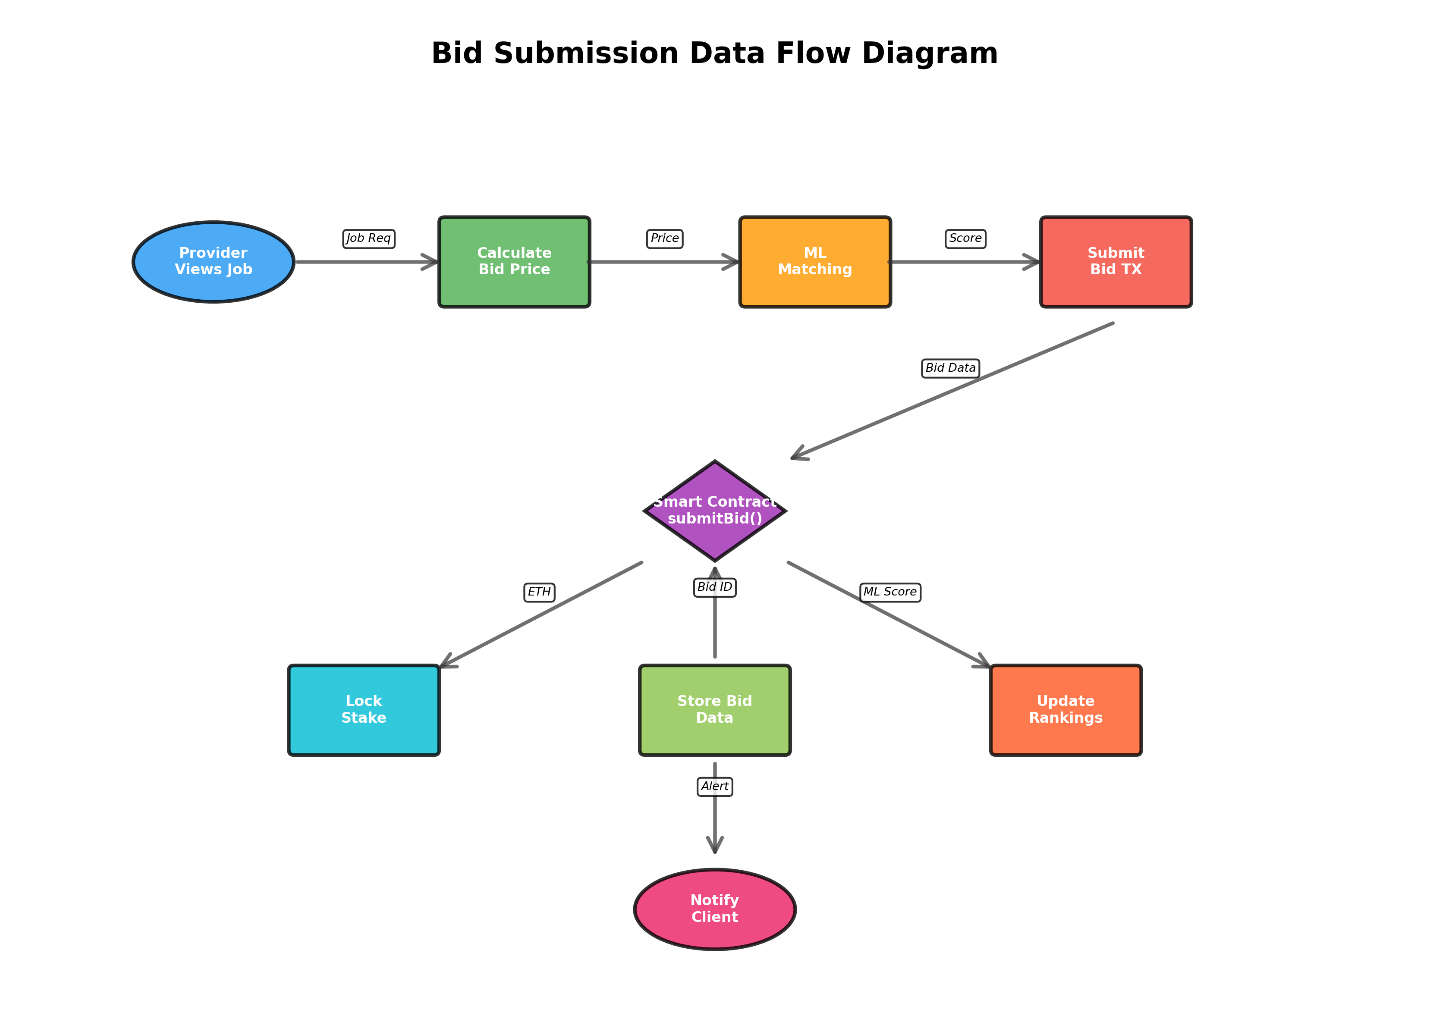 Bid Submission Data Flow Diagram
Provider
Views Job
Job Req
Calculate
Bid Price
Price
ML
Matching
Score
Submit
Bid TX
Bid Data
Smart Contract
submitBid()
ETH
Bid ID
ML Score
Lock
Stake
Store Bid
Data
Update
Rankings
Alert
Notify
Client